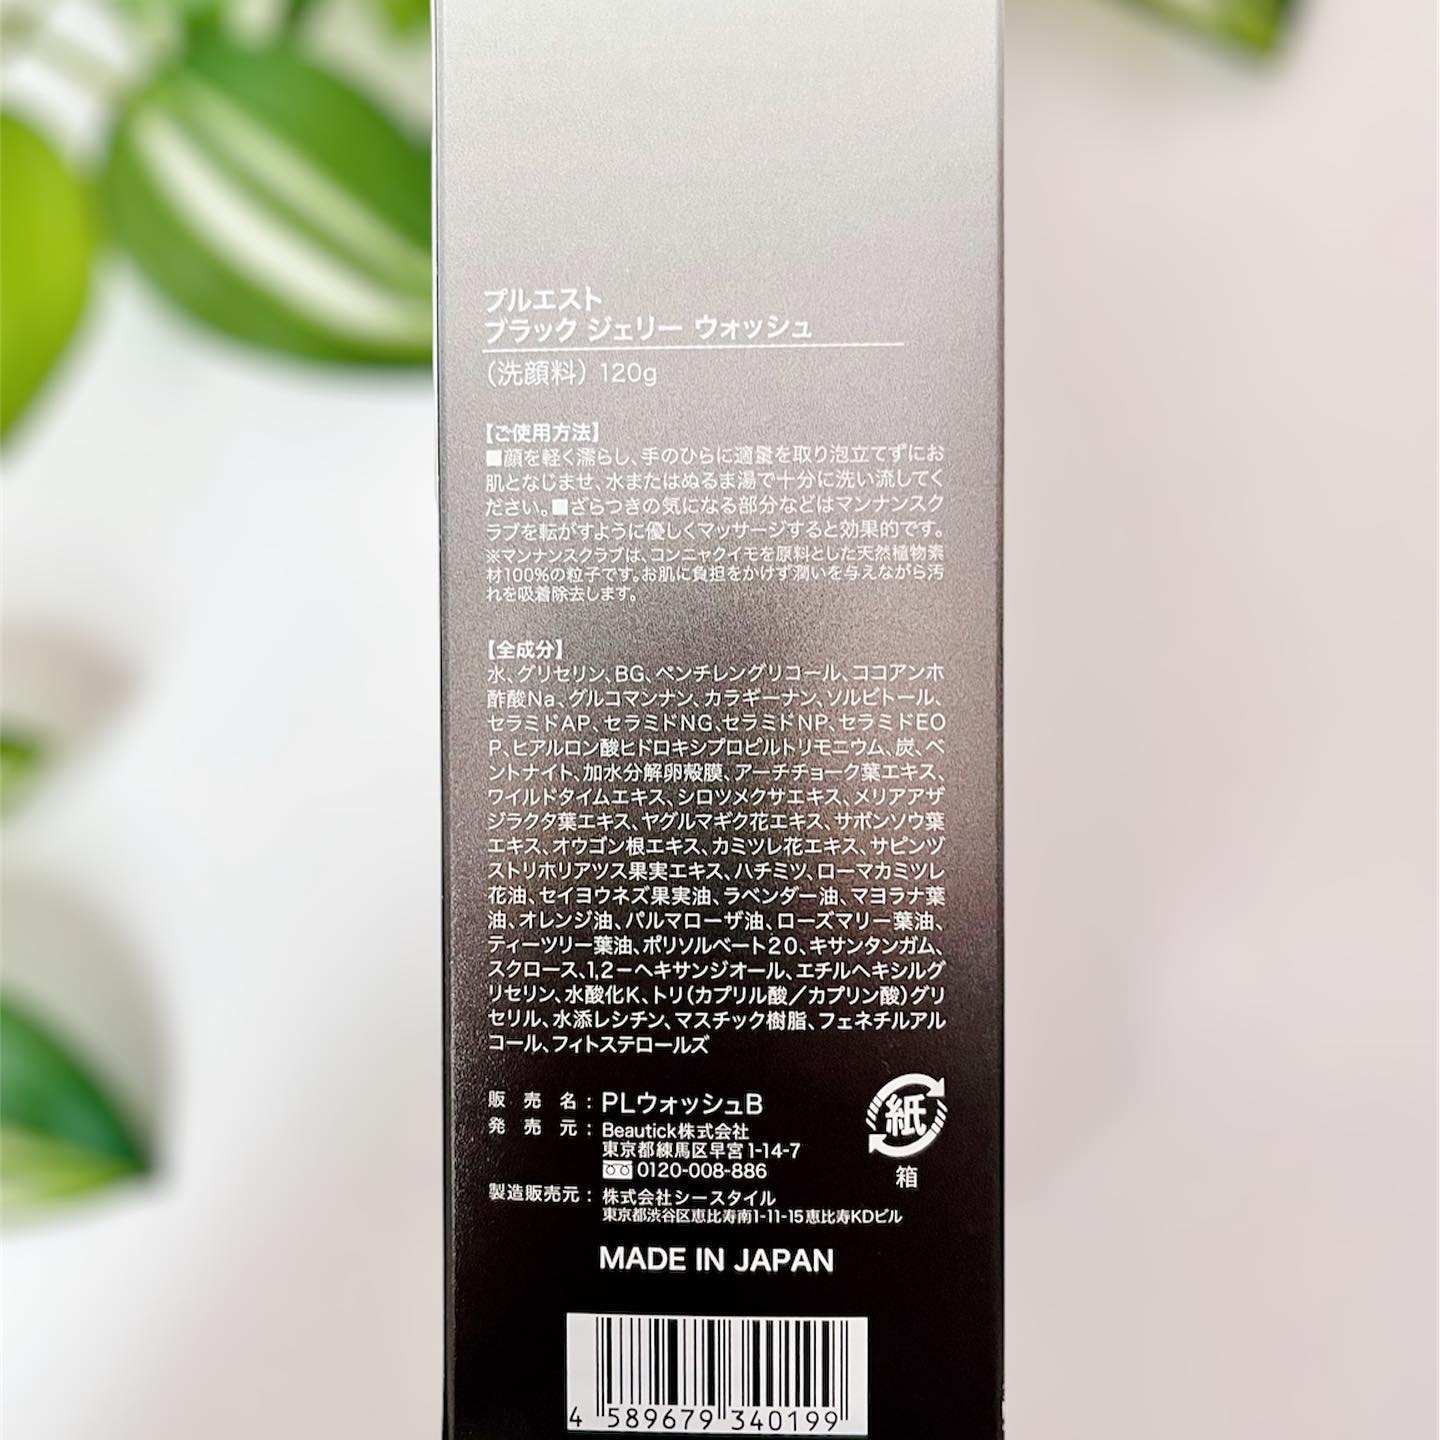 プルエスト
ブラック ジェリー ウォッシュ
（洗顔料）120g
【ご使用方法】
■顔を軽く濡らし、手のひらに適量を取り泡立てずにお
肌となじませ、水またはぬるま湯で十分に洗い流してく
ださい。■ざらつきの気になる部分などはマンナンスク
ラブを転がすように優しくマッサージすると効果的です。
※マンナンスクラブは、コンニャクイモを原料とした天然植物素
材100%の粒子です。お肌に負担をかけず潤いを与えながら汚
れを吸着除去します。
【全成分】
水、グリセリン、BG、ペンチレングリコール、ココアンホ
酢酸Na、グルコマンナン、カラギーナン、ソルビトール、
セラミドAP、セラミドNG、セラミドNP、セラミドEO
P、ヒアルロン酸ヒドロキシプロピルトリモニウム、炭、ベ
ントナイト、加水分解卵殻膜、アーチチョーク葉エキス、
ワイルドタイムエキス、シロツメクサエキス、メリアアザ
ジラクタ葉エキス、ヤグルマギク花エキス、サボンソウ葉
エキス、オウゴン根エキス、カミツレ花エキス、サピンヅ
ストリホリアツス果実エキス、ハチミツ、ローマカミツレ
花油、セイヨウネズ果実油、ラベンダー油、マヨラナ葉
油、オレンジ油、パルマローザ油、ローズマリー葉油、
ティーツリー葉油、ポリソルベート20、キサンタンガム、
スクロース、1,2－ヘキサンジオール、エチルヘキシルグ
リセリン、水酸化K、トリ（カプリル酸／カプリン酸）グリ
セリル、水添レシチン、マスチック樹脂、フェネチルアル
コール、フィトステロールズ
販売名：PLウォッシュB
発売元：Beautick株式会社
東京都練馬区早宮1-14-7
0120-008-886
製造販売元：株式会社シースタイル
東京都渋谷区恵比寿南1-11-15恵比寿KDビル
紙
箱
MADE IN JAPAN
4 589679 340199